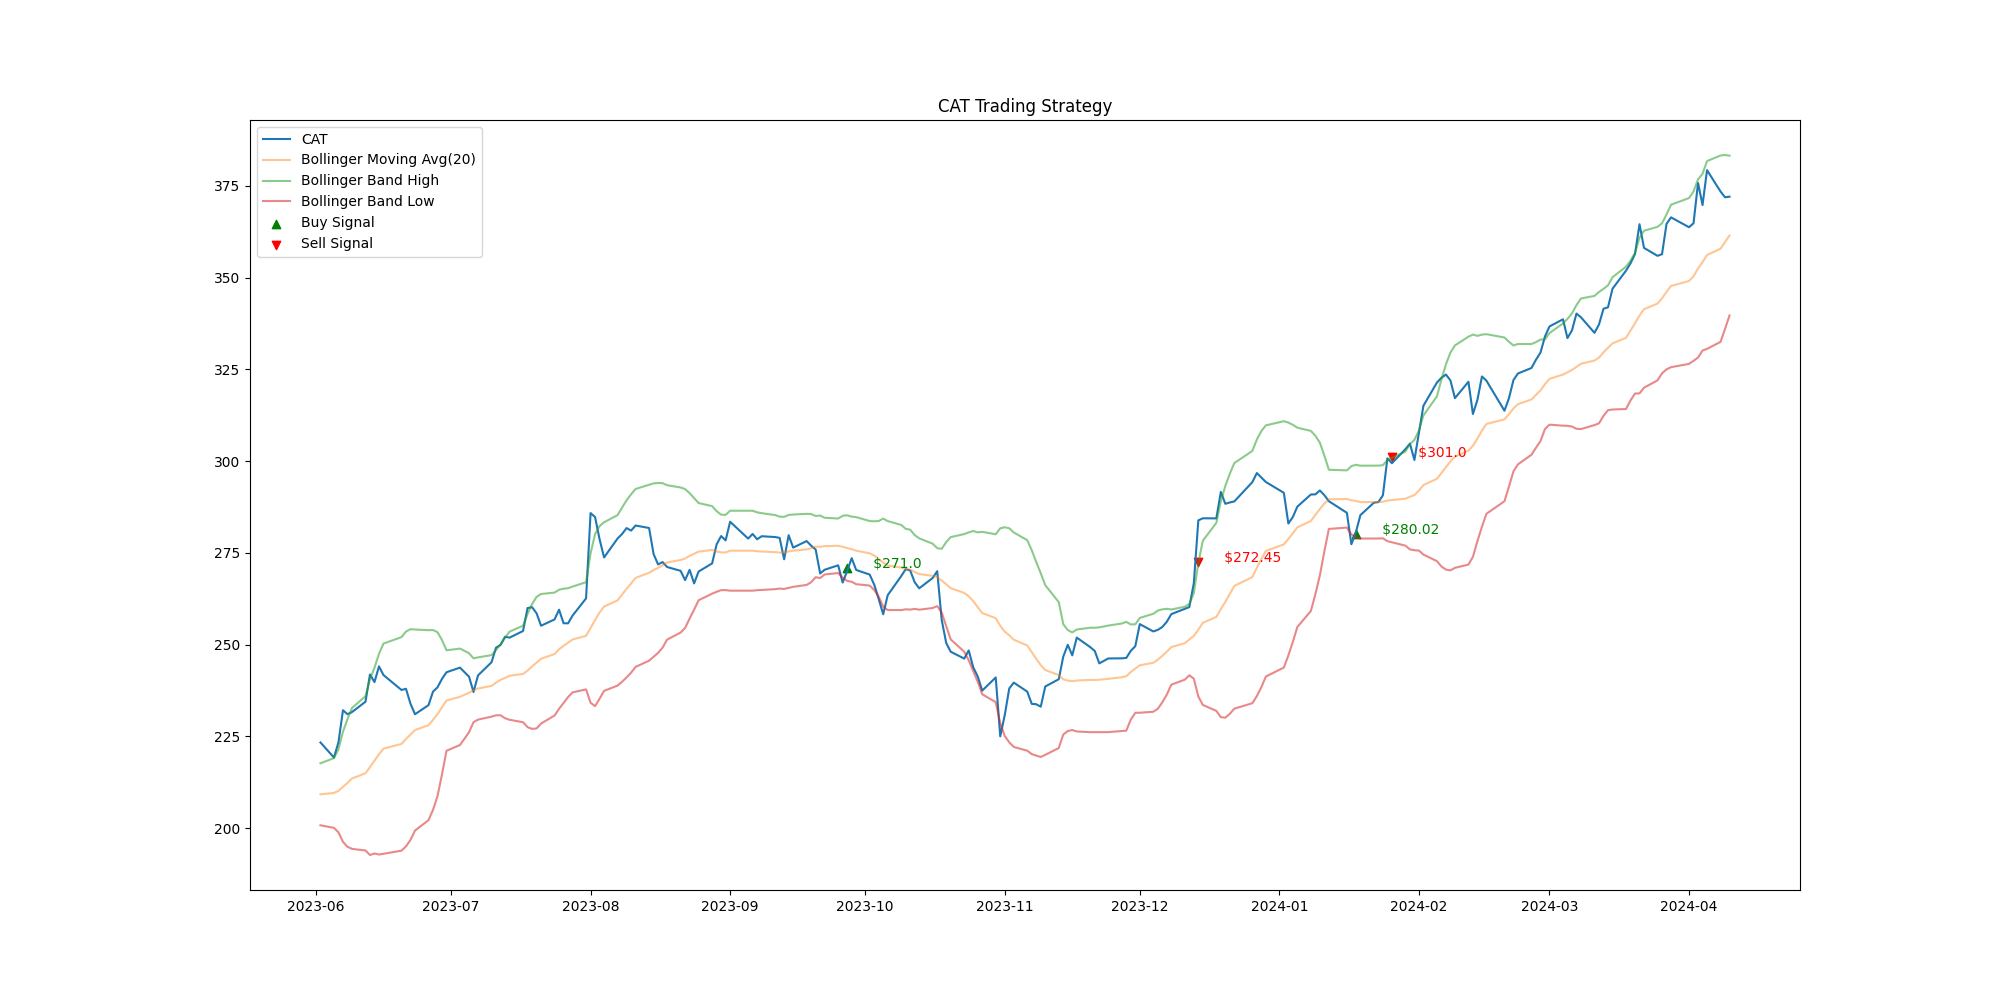 CAT Trading Strategy
CAT
Bollinger Moving Avg(20)
Bollinger Band High
Bollinger Band Low
Buy Signal
Sell Signal
375
350
325
300
275
250
225
200
$301.0
$280.02
$271.0
$272.45
2023-06 2023-07 2023-08 2023-09 2023-10 2023-11 2023-12 2024-01 2024-02 2024-03 2024-04